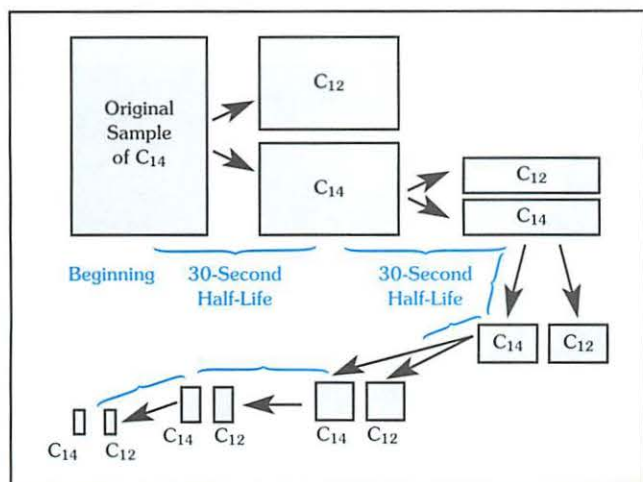 Original
Sample
of C₁₄
C₁₂
C₁₄
C₁₂
C₁₄
Beginning
30-Second
Half-Life
30-Second
Half-Life
C₁₄
C₁₂
C₁₄
C₁₂
C₁₄
C₁₂
C₁₄
C₁₂